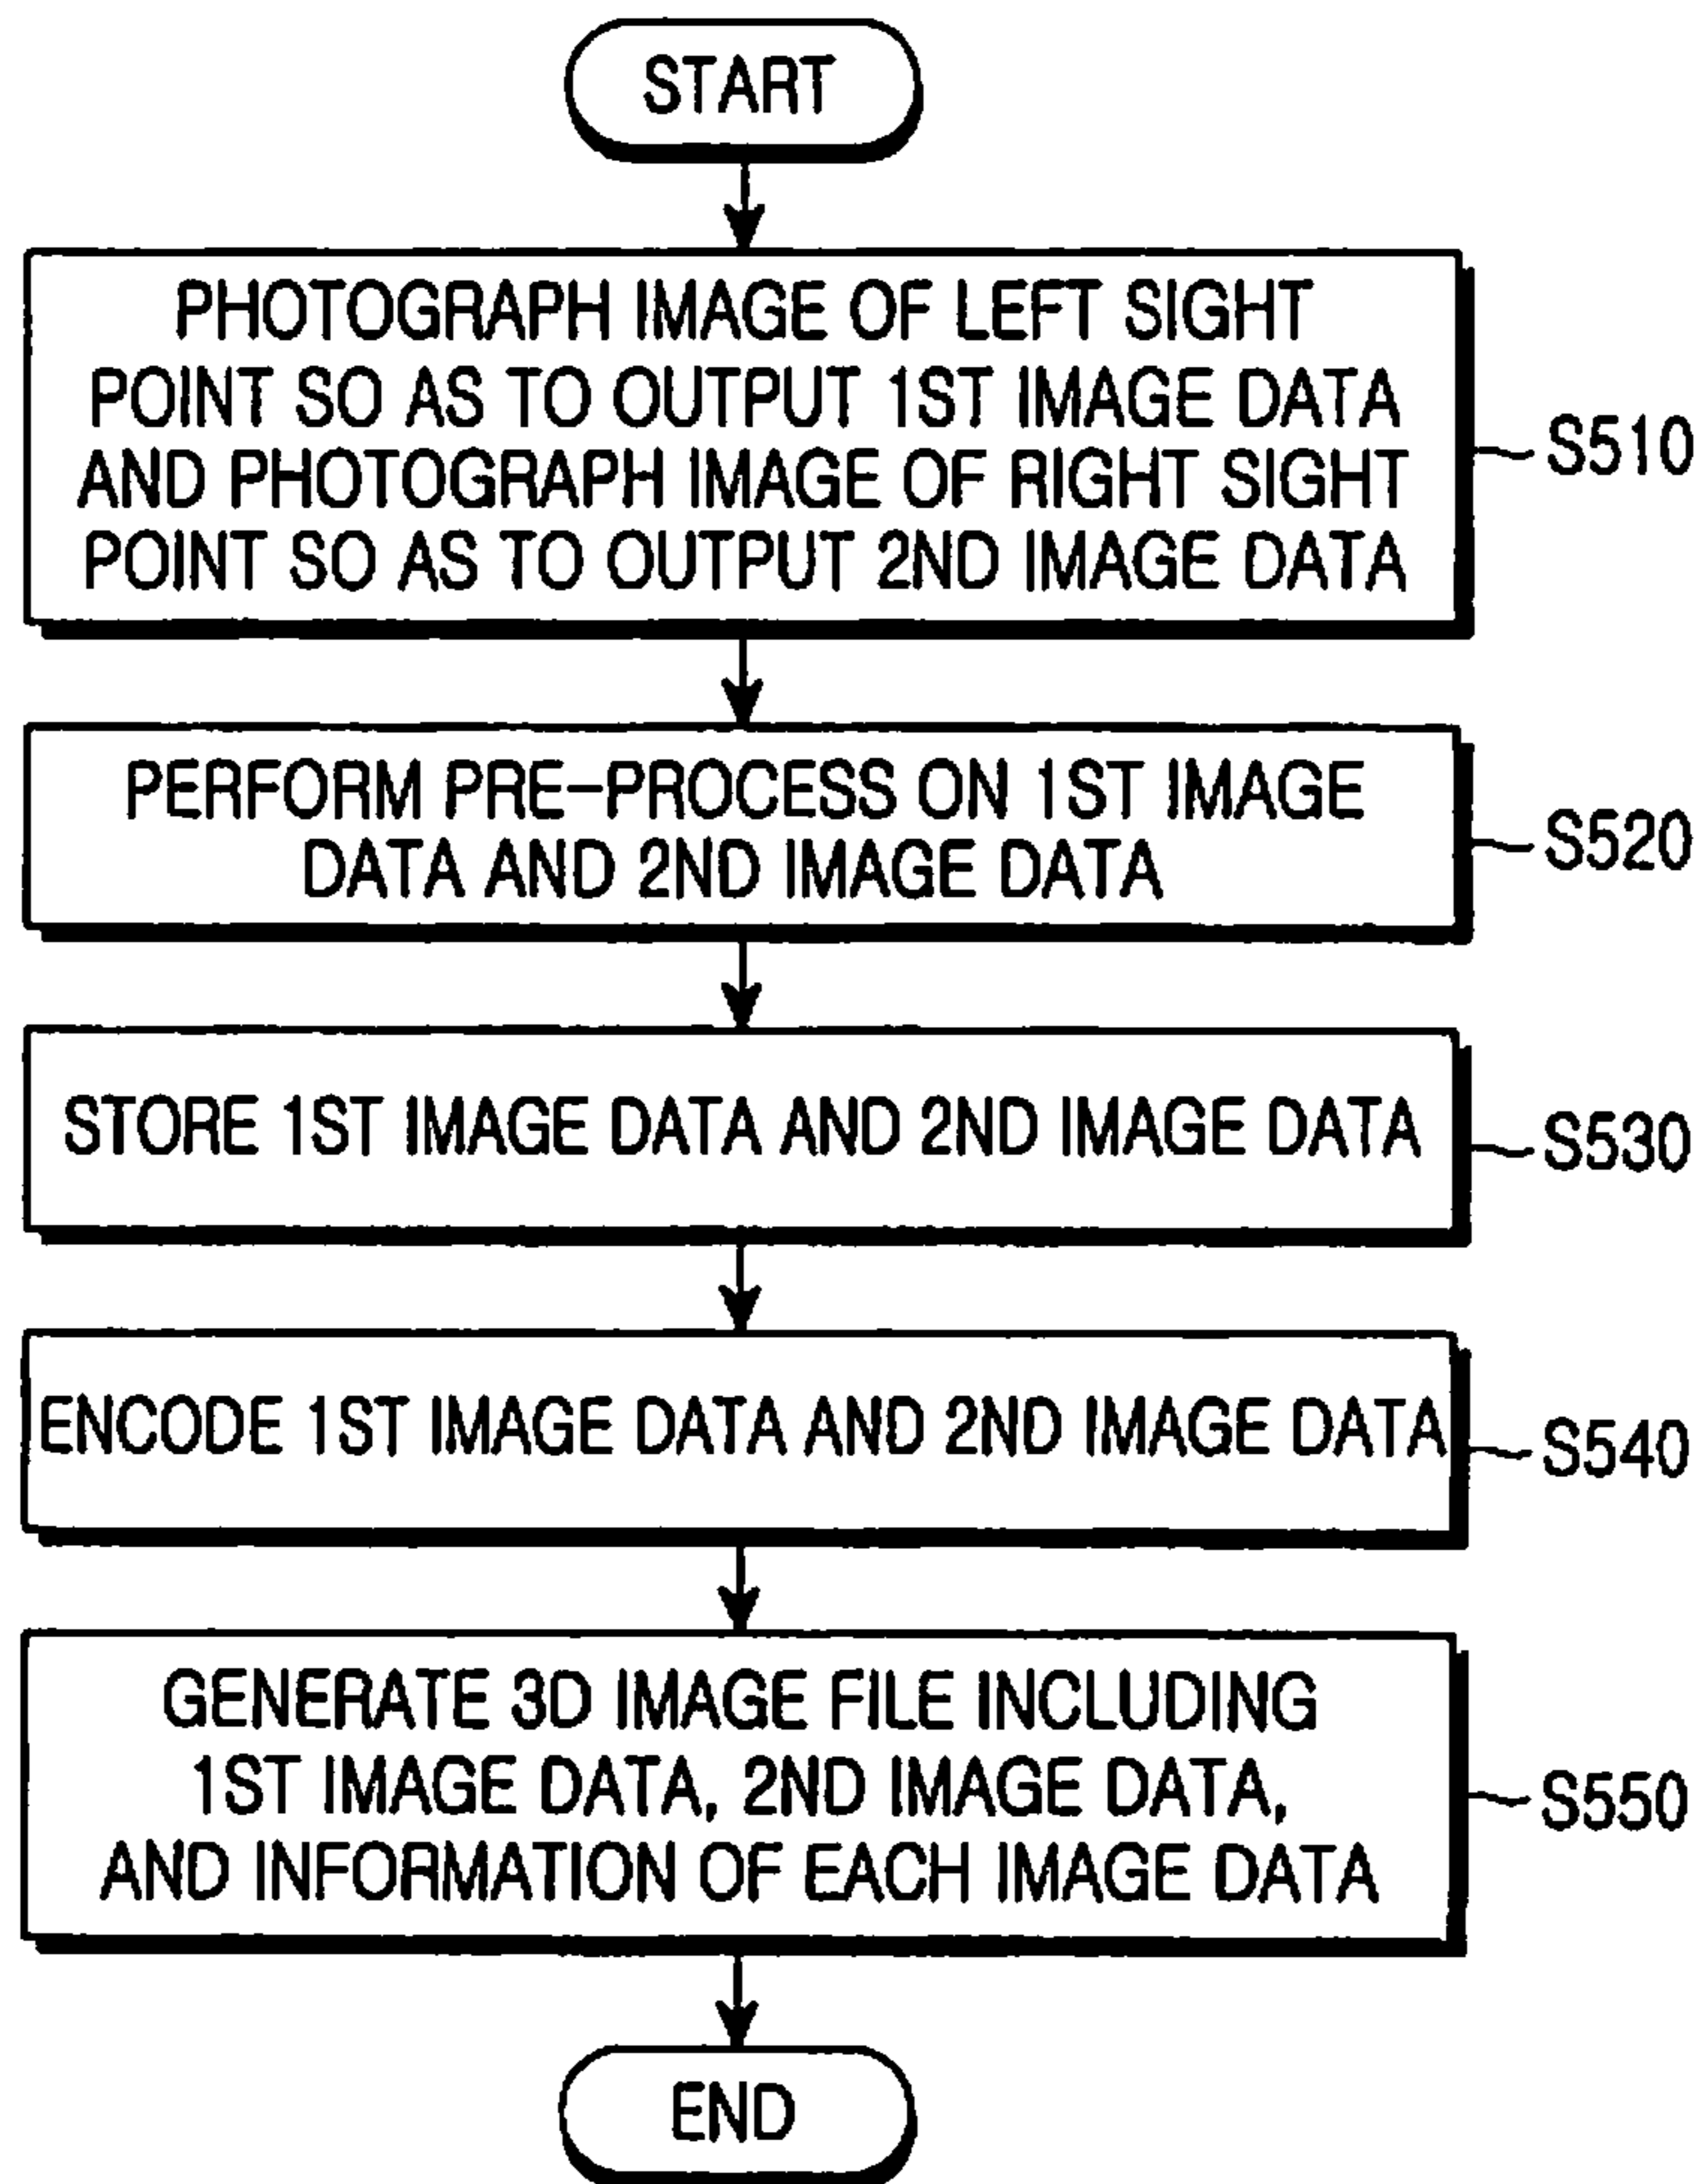 START
PHOTOGRAPH IMAGE OF LEFT SIGHT
POINT SO AS TO OUTPUT 1ST IMAGE DATA
AND PHOTOGRAPH IMAGE OF RIGHT SIGHT
POINT SO AS TO OUTPUT 2ND IMAGE DATA
S510
PERFORM PRE-PROCESS ON 1ST IMAGE
DATA AND 2ND IMAGE DATA
S520
STORE 1ST IMAGE DATA AND 2ND IMAGE DATA
S530
ENCODE 1ST IMAGE DATA AND 2ND IMAGE DATA
S540
GENERATE 3D IMAGE FILE INCLUDING
1ST IMAGE DATA, 2ND IMAGE DATA,
AND INFORMATION OF EACH IMAGE DATA
S550
END